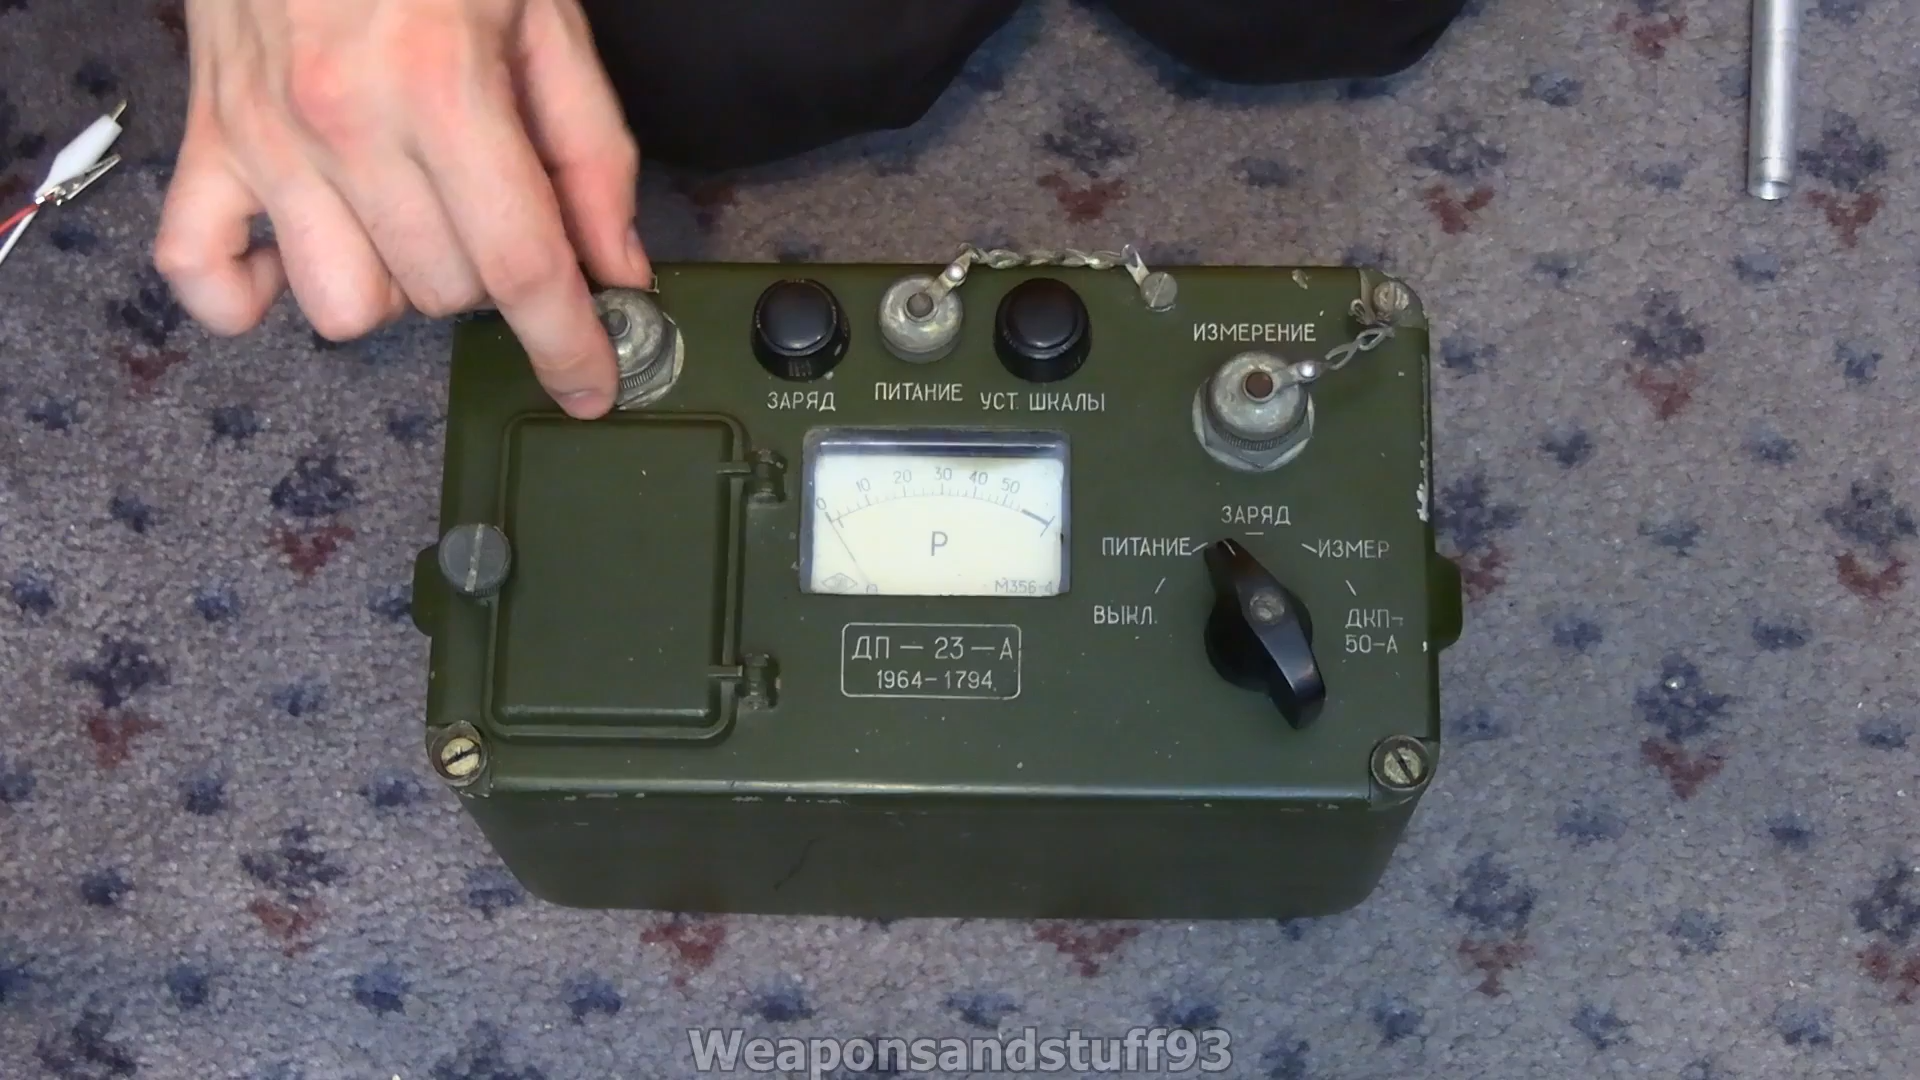 ИЗМЕРЕНИЕ
ЗАРЯД
ПИТАНИЕ
УСТ. ШКАЛЫ
0 10 20 30 40 50
Р
М356-4
ЗАРЯД
ПИТАНИЕ
ИЗМЕР
ВЫКЛ.
ДКП-
50-А
ДП — 23 — А
1964-1794
Weaponsandstuff93